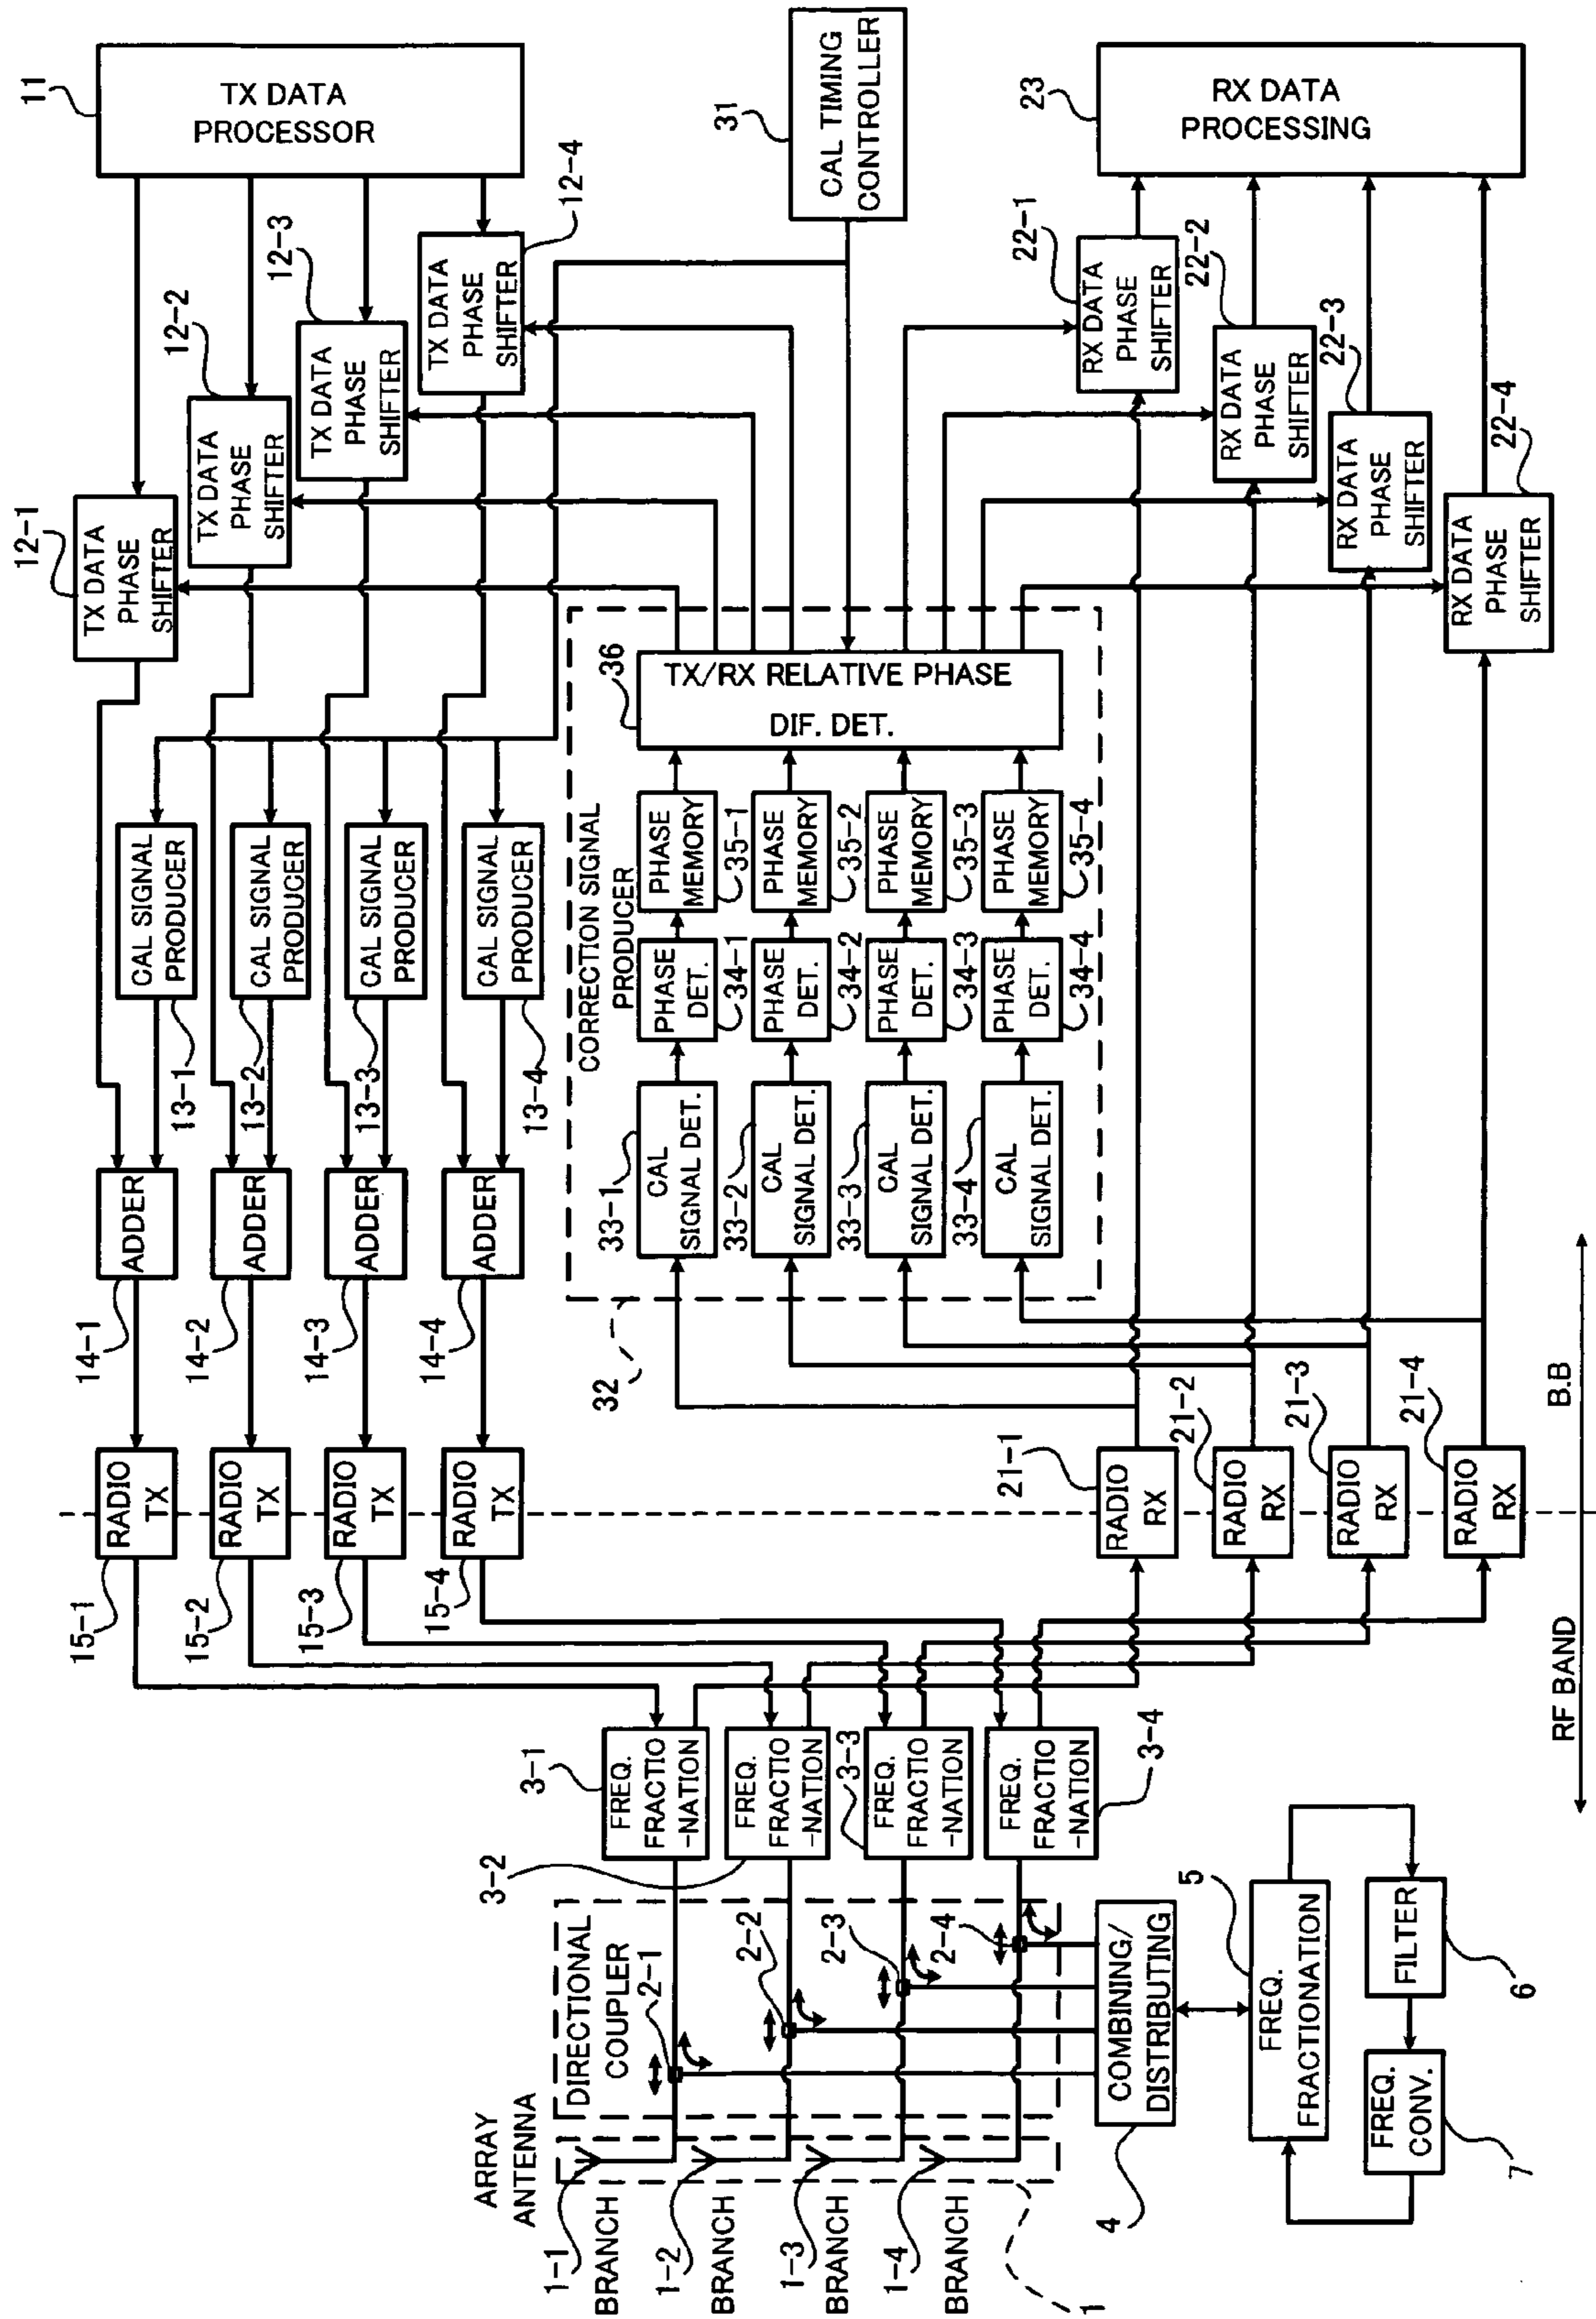 11
TX DATA
PROCESSOR
12-1
TX DATA
PHASE
SHIFTER
12-2
TX DATA
PHASE
SHIFTER
12-3
TX DATA
PHASE
SHIFTER
12-4
TX DATA
PHASE
SHIFTER
13-1
CAL SIGNAL
PRODUCER
13-2
CAL SIGNAL
PRODUCER
13-3
CAL SIGNAL
PRODUCER
13-4
CAL SIGNAL
PRODUCER
14-1
ADDER
14-2
ADDER
14-3
ADDER
14-4
ADDER
15-1
RADIO
TX
15-2
RADIO
TX
15-3
RADIO
TX
15-4
RADIO
TX
31
CAL TIMING
CONTROLLER
32
CORRECTION SIGNAL
PRODUCER
33-1
CAL
SIGNAL DET.
33-2
CAL
SIGNAL DET.
33-3
CAL
SIGNAL DET.
33-4
CAL
SIGNAL DET.
PHASE
DET.
34-1
PHASE
DET.
34-2
PHASE
DET.
34-3
PHASE
DET.
34-4
PHASE
MEMORY
35-1
PHASE
MEMORY
35-2
PHASE
MEMORY
35-3
PHASE
MEMORY
35-4
36
TX/RX RELATIVE PHASE
DIF. DET.
23
RX DATA
PROCESSING
22-1
RX DATA
PHASE
SHIFTER
22-2
RX DATA
PHASE
SHIFTER
22-3
RX DATA
PHASE
SHIFTER
22-4
RX DATA
PHASE
SHIFTER
21-1
RADIO
RX
21-2
RADIO
RX
21-3
RADIO
RX
21-4
RADIO
RX
3-1
FREQ.
FRACTIO
-NATION
3-2
FREQ.
FRACTIO
-NATION
3-3
FREQ.
FRACTIO
-NATION
3-4
FREQ.
FRACTIO
-NATION
DIRECTIONAL
COUPLER
2-1
2-2
2-3
2-4
ARRAY
ANTENNA
1-1
BRANCH
1-2
BRANCH
1-3
BRANCH
1-4
BRANCH
1
4
COMBINING/
DISTRIBUTING
5
FREQ.
FRACTIONATION
FILTER
6
FREQ.
CONV.
7
RF BAND
B.B